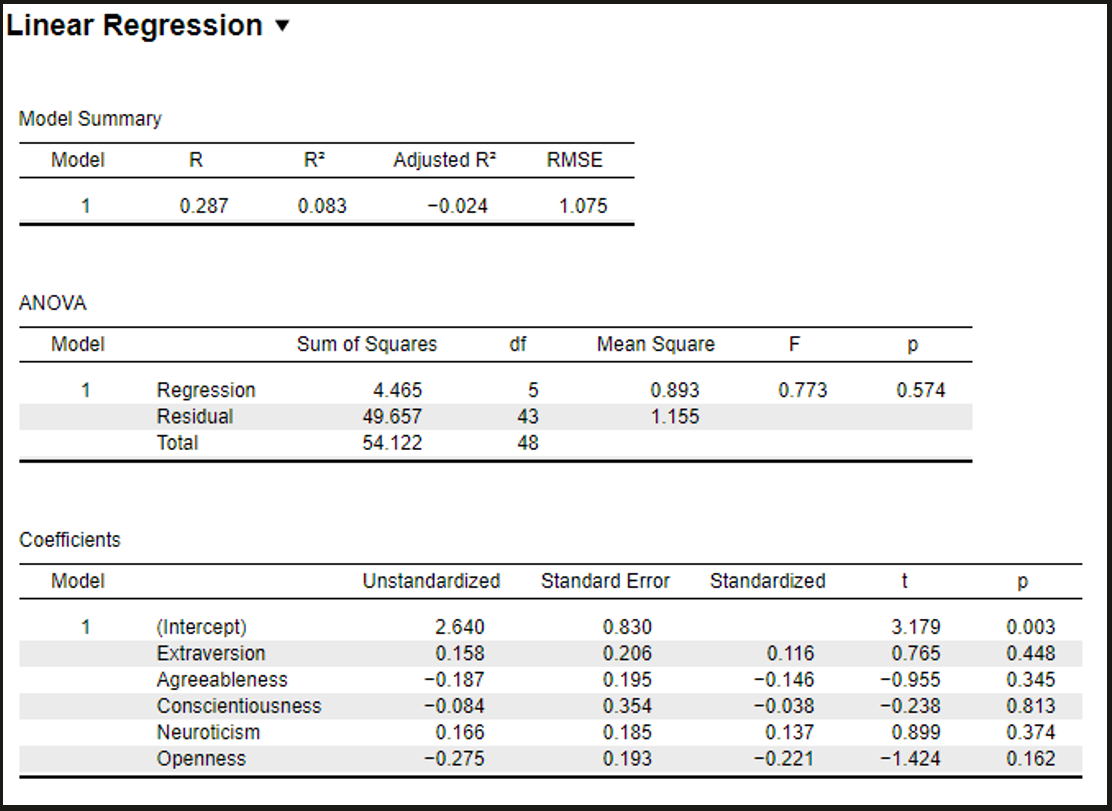 Linear Regression ▼
Model Summary
Model R R² Adjusted R² RMSE
1 0.287 0.083 −0.024 1.075
ANOVA
Model Sum of Squares df Mean Square F p
1 Regression 4.465 5 0.893 0.773 0.574
Residual 49.657 43 1.155
Total 54.122 48
Coefficients
Model Unstandardized Standard Error Standardized t p
1 (Intercept) 2.640 0.830 3.179 0.003
Extraversion 0.158 0.206 0.116 0.765 0.448
Agreeableness −0.187 0.195 −0.146 −0.955 0.345
Conscientiousness −0.084 0.354 −0.038 −0.238 0.813
Neuroticism 0.166 0.185 0.137 0.899 0.374
Openness −0.275 0.193 −0.221 −1.424 0.162